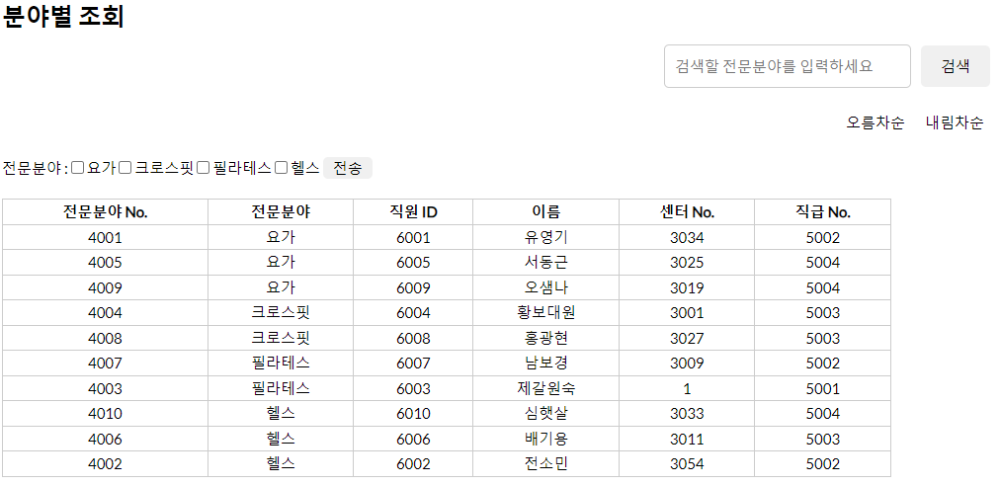 분야별 조회
검색할 전문분야를 입력하세요 검색
오름차순 내림차순
전문분야 : 요가 크로스핏 필라테스 헬스 전송
전문분야 No. 전문분야 직원 ID 이름 센터 No. 직급 No.
4001 요가 6001 유영기 3034 5002
4005 요가 6005 서동근 3025 5004
4009 요가 6009 오샘나 3019 5004
4004 크로스핏 6004 황보대원 3001 5003
4008 크로스핏 6008 홍광현 3027 5003
4007 필라테스 6007 남보경 3009 5002
4003 필라테스 6003 제갈원숙 1 5001
4010 헬스 6010 심햇살 3033 5004
4006 헬스 6006 배기용 3011 5003
4002 헬스 6002 전소민 3054 5002